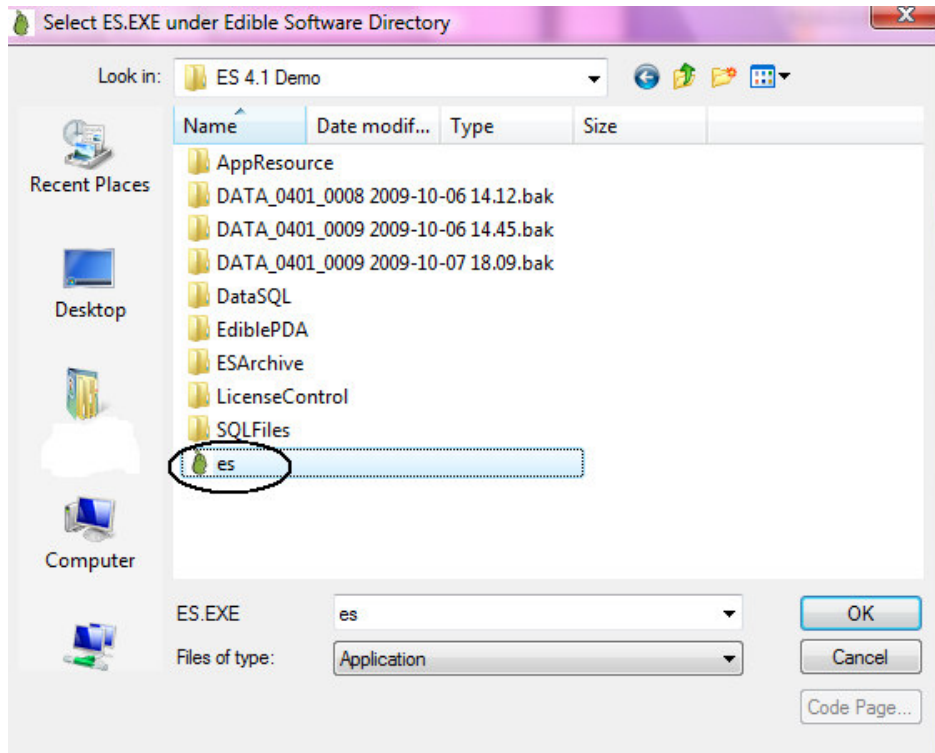 Select ES.EXE under Edible Software Directory
Look in: ES 4.1 Demo
Name Date modif... Type Size
Recent Places
Desktop
Computer
AppResource
DATA_0401_0008 2009-10-06 14.12.bak
DATA_0401_0009 2009-10-06 14.45.bak
DATA_0401_0009 2009-10-07 18.09.bak
DataSQL
EdiblePDA
ESArchive
LicenseControl
SQLFiles
es
ES.EXE es OK
Files of type: Application Cancel
Code Page...